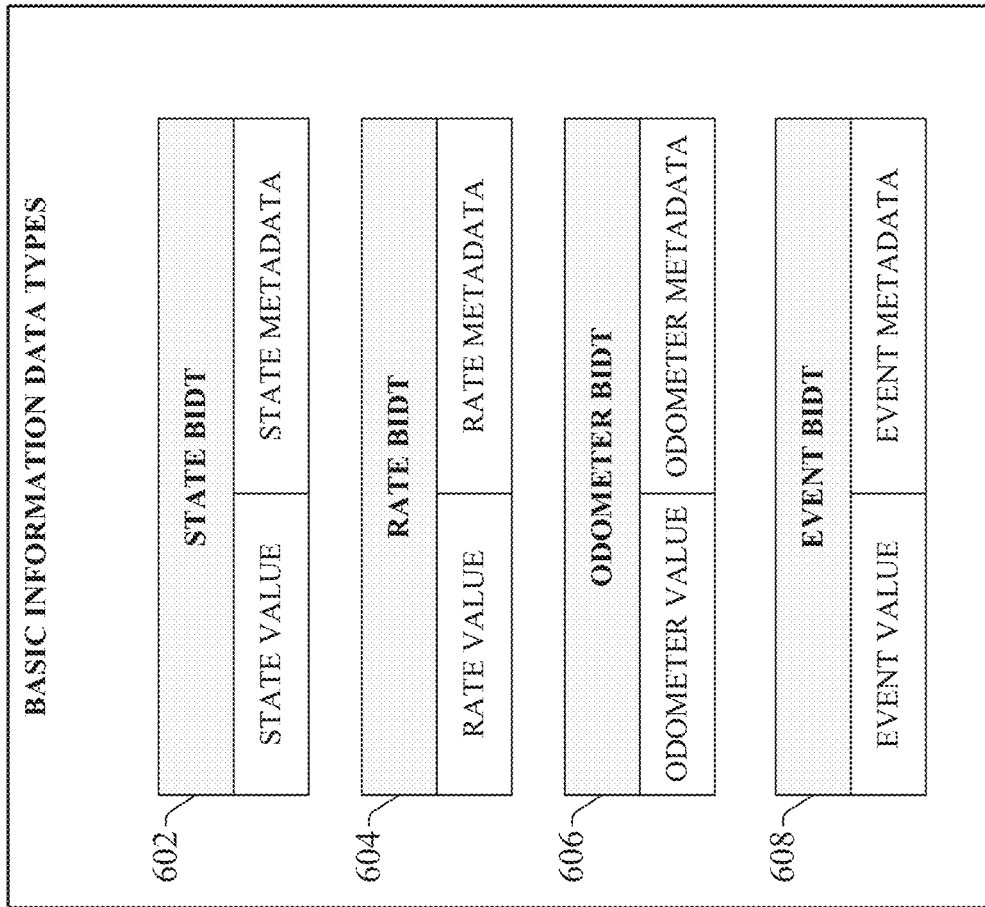 BASIC INFORMATION DATA TYPES
602
STATE BIDT
STATE VALUE
STATE METADATA
604
RATE BIDT
RATE VALUE
RATE METADATA
606
ODOMETER BIDT
ODOMETER VALUE
ODOMETER METADATA
608
EVENT BIDT
EVENT VALUE
EVENT METADATA